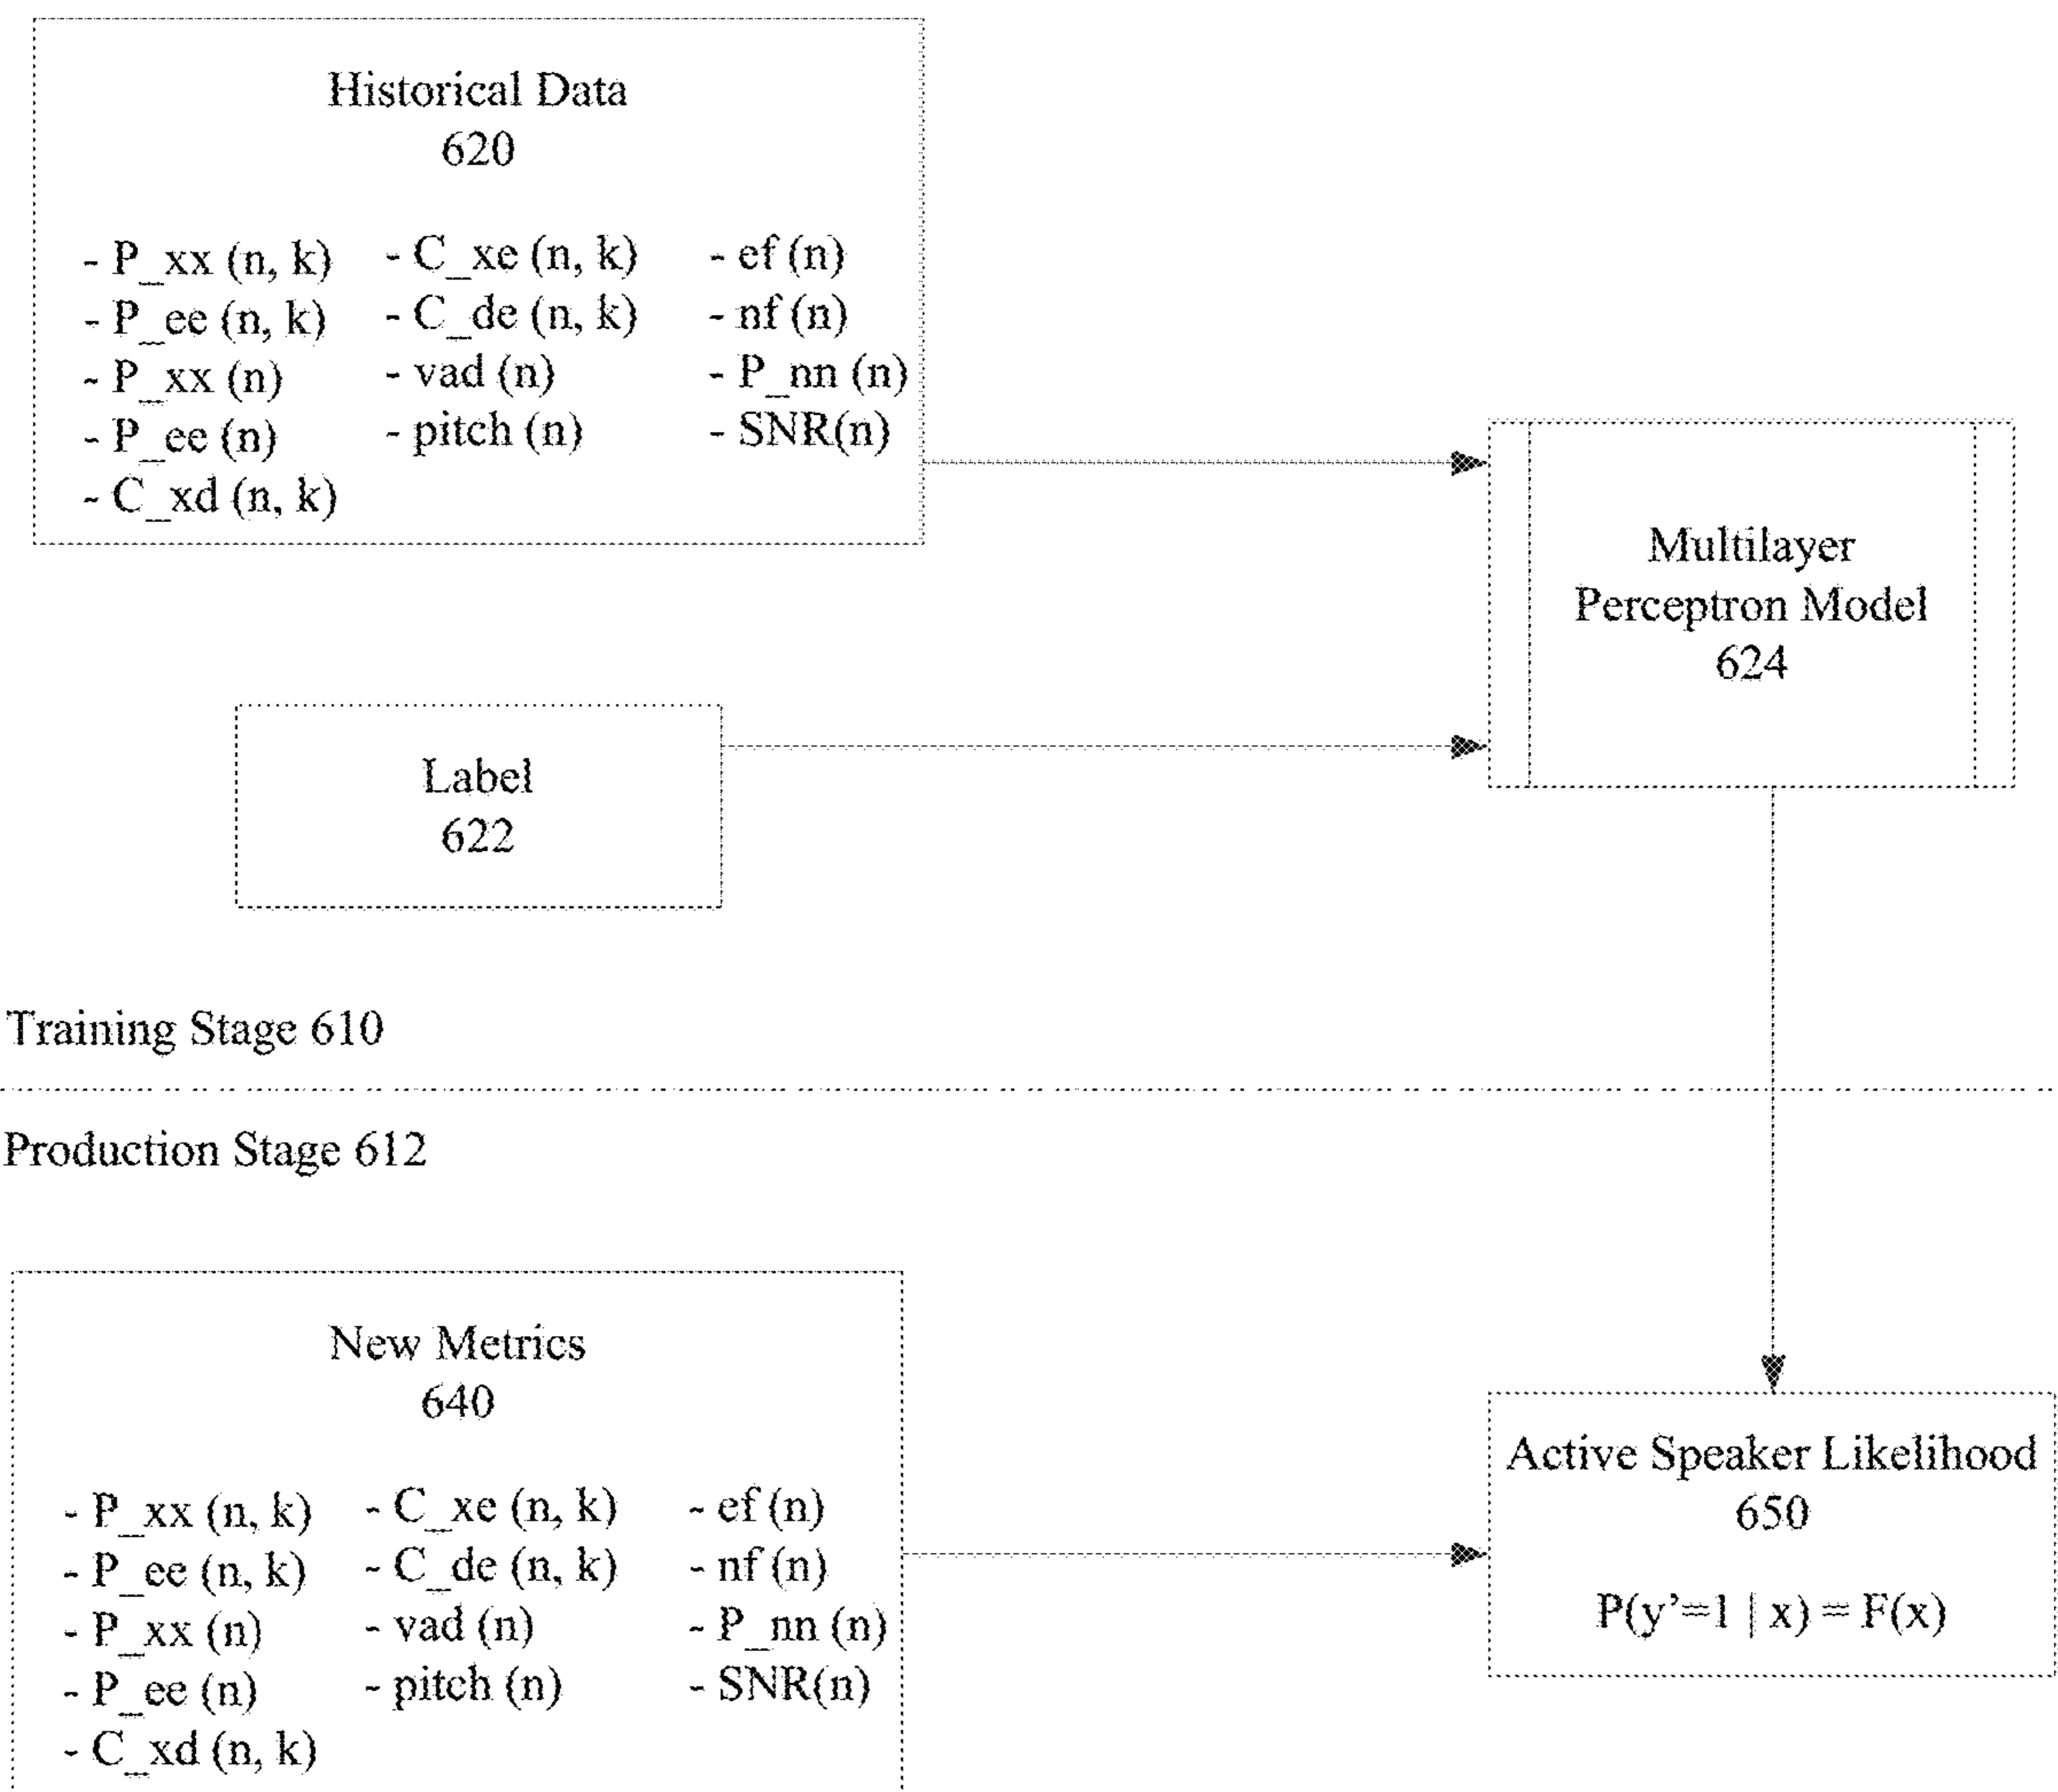 Historical Data
620
- P_xx (n, k)
- P_ee (n, k)
- P_xx (n)
- P_ee (n)
- C_xd (n, k)
- C_xe (n, k)
- C_de (n, k)
- vad (n)
- pitch (n)
- ef (n)
- nf (n)
- P_nn (n)
- SNR(n)
Multilayer
Perceptron Model
624
Label
622
Training Stage 610
Production Stage 612
New Metrics
640
- P_xx (n, k)
- P_ee (n, k)
- P_xx (n)
- P_ee (n)
- C_xd (n, k)
- C_xe (n, k)
- C_de (n, k)
- vad (n)
- pitch (n)
- ef (n)
- nf (n)
- P_nn (n)
- SNR(n)
Active Speaker Likelihood
650
P(y’=1 | x) = F(x)